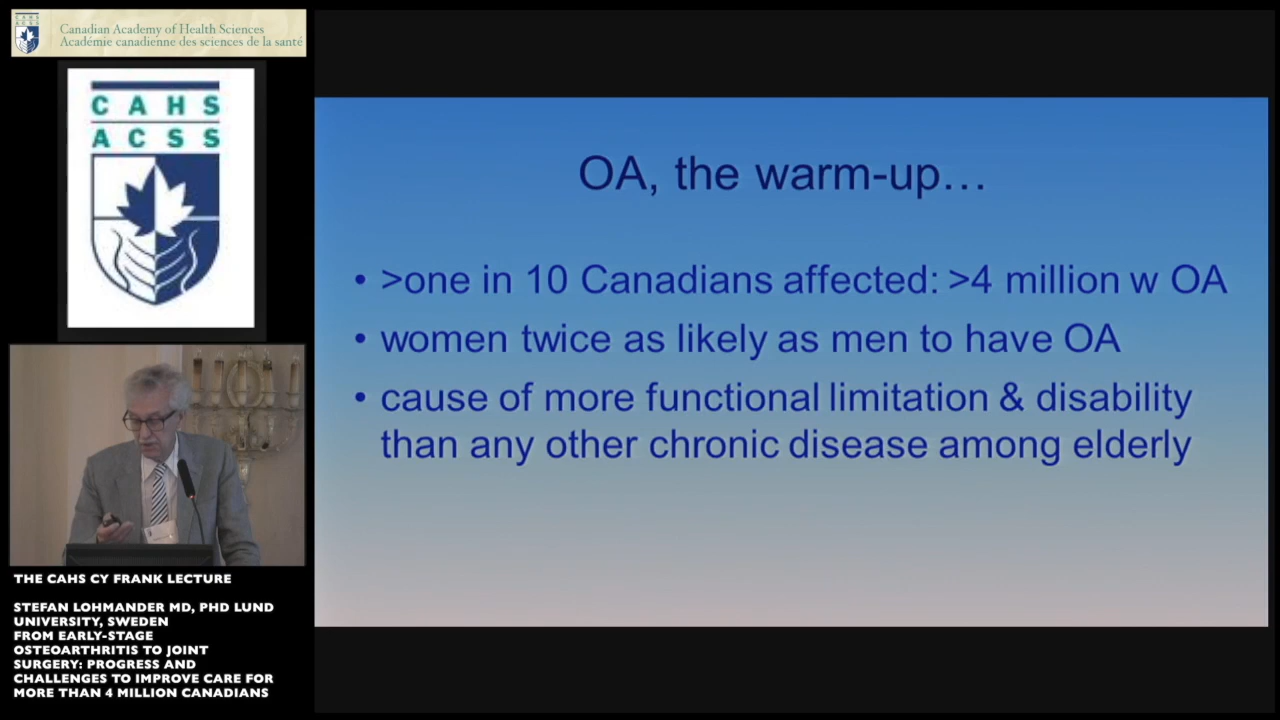 Canadian Academy of Health Sciences
Académie canadienne des sciences de la santé
CAHS
ACSS
THE CAHS CY FRANK LECTURE
STEFAN LOHMANDER MD, PHD LUND
UNIVERSITY, SWEDEN
FROM EARLY-STAGE
OSTEOARTHRITIS TO JOINT
SURGERY: PROGRESS AND
CHALLENGES TO IMPROVE CARE FOR
MORE THAN 4 MILLION CANADIANS
OA, the warm-up…
• >one in 10 Canadians affected: >4 million w OA
• women twice as likely as men to have OA
• cause of more functional limitation & disability
than any other chronic disease among elderly